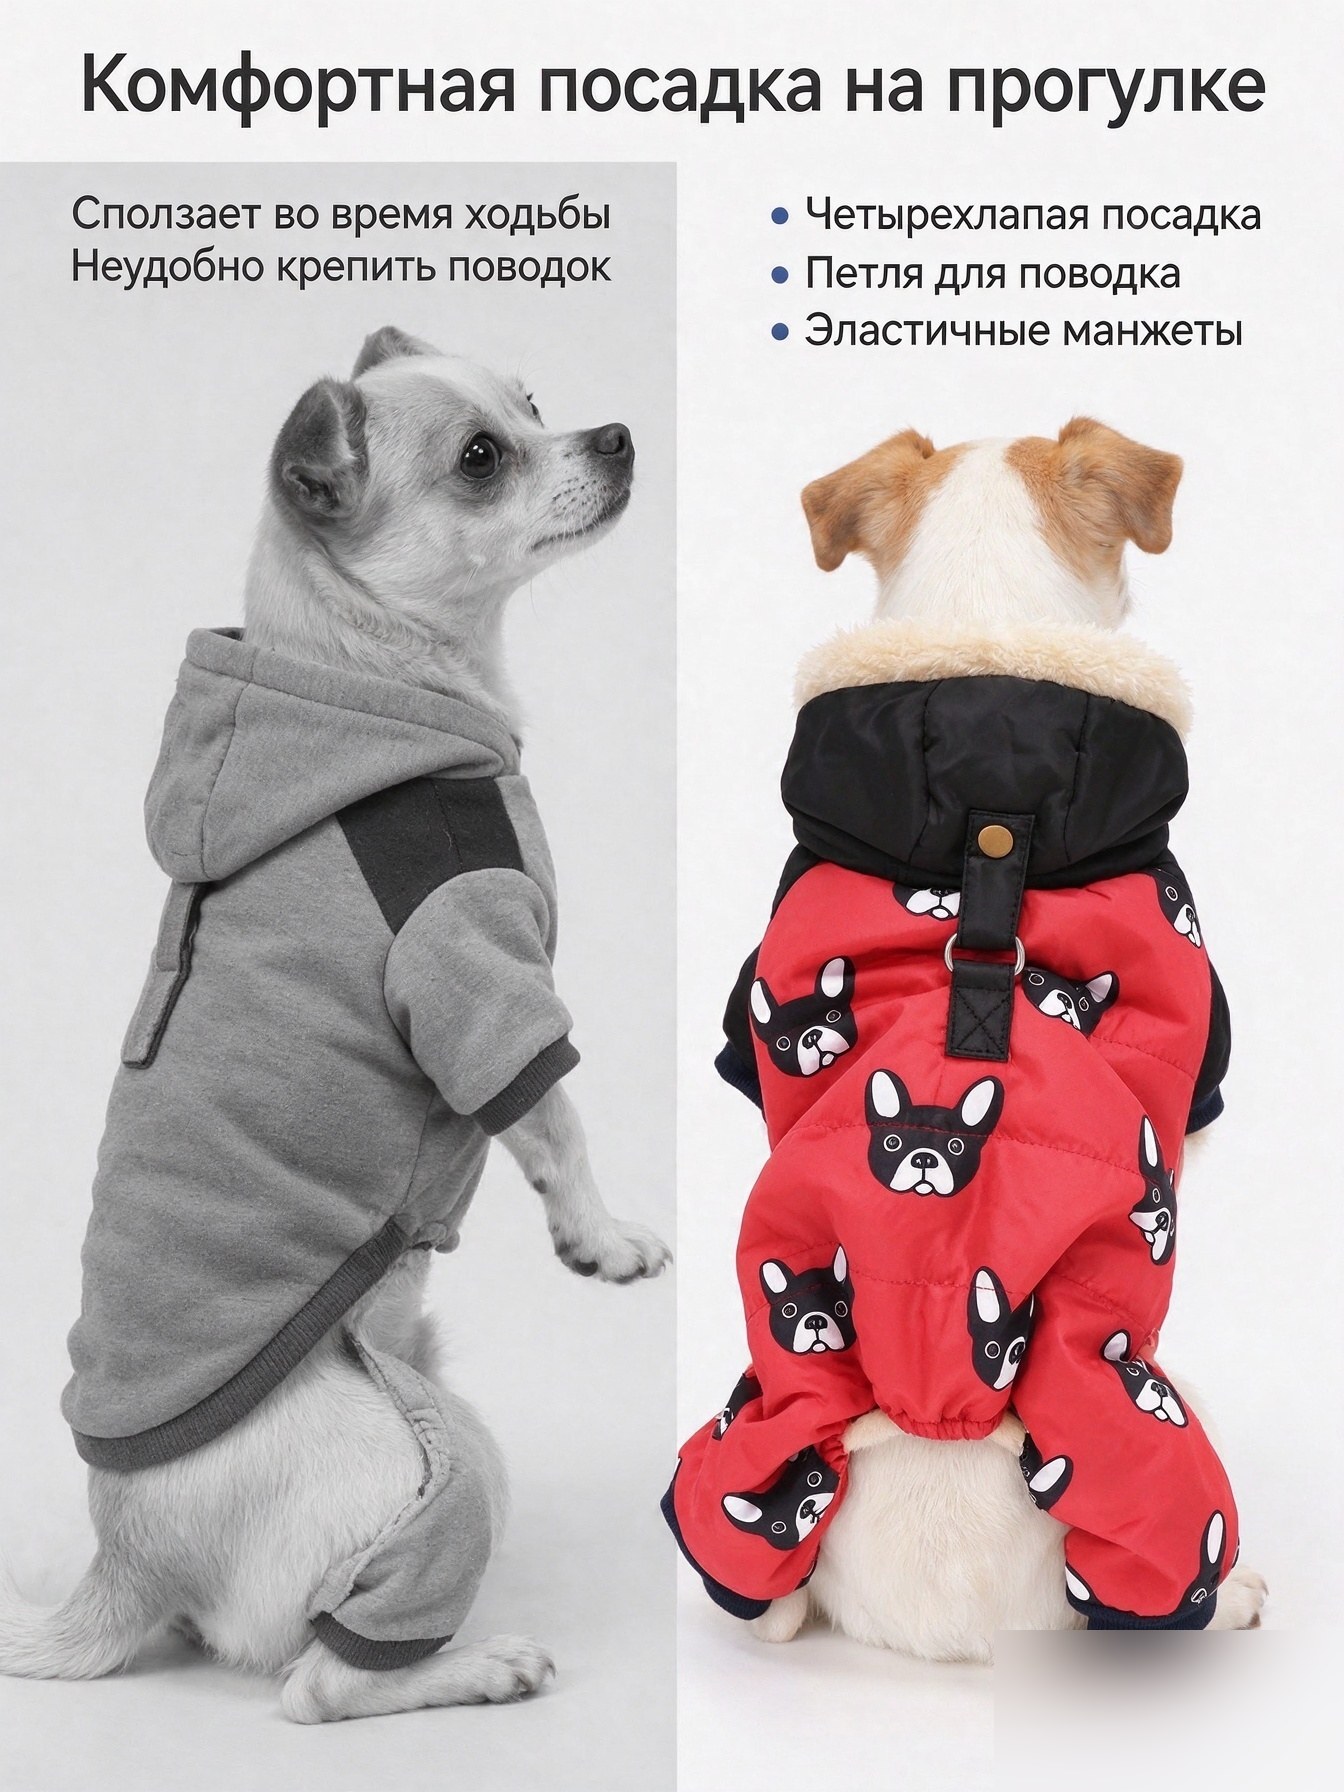 Комфортная посадка на прогулке
Сползает во время ходьбы
Неудобно крепить поводок
• Четырехлапая посадка
• Петля для поводка
• Эластичные манжеты